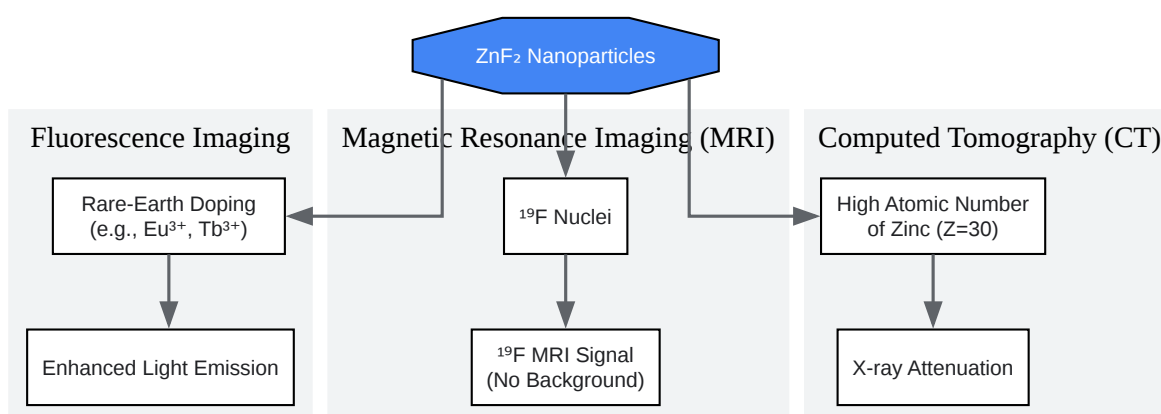 ZnF₂ Nanoparticles
Fluorescence Imaging
Rare-Earth Doping
(e.g., Eu³⁺, Tb³⁺)
Enhanced Light Emission
Magnetic Resonance Imaging (MRI)
¹⁹F Nuclei
¹⁹F MRI Signal
(No Background)
Computed Tomography (CT)
High Atomic Number
of Zinc (Z=30)
X-ray Attenuation